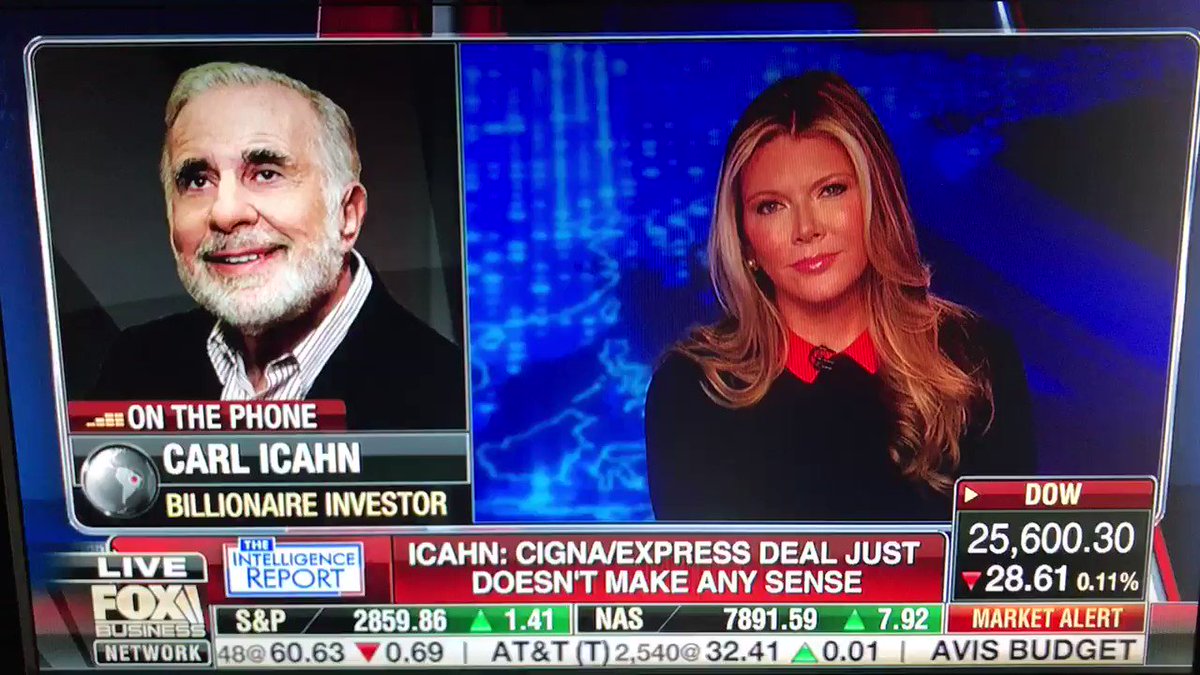 ON THE PHONE
CARL ICAHN
BILLIONAIRE INVESTOR
DOW
25,600.30
28.61 0.11%
MARKET ALERT
LIVE
FOX
BUSINESS
NETWORK
THE
INTELLIGENCE
REPORT
ICAHN: CIGNA/EXPRESS DEAL JUST
DOESN'T MAKE ANY SENSE
S&P 2859.86 1.41 NAS 7891.59 7.92
48@60.63 0.69 | AT&T (T) 2,540@32.41 0.01 | AVIS BUDGET